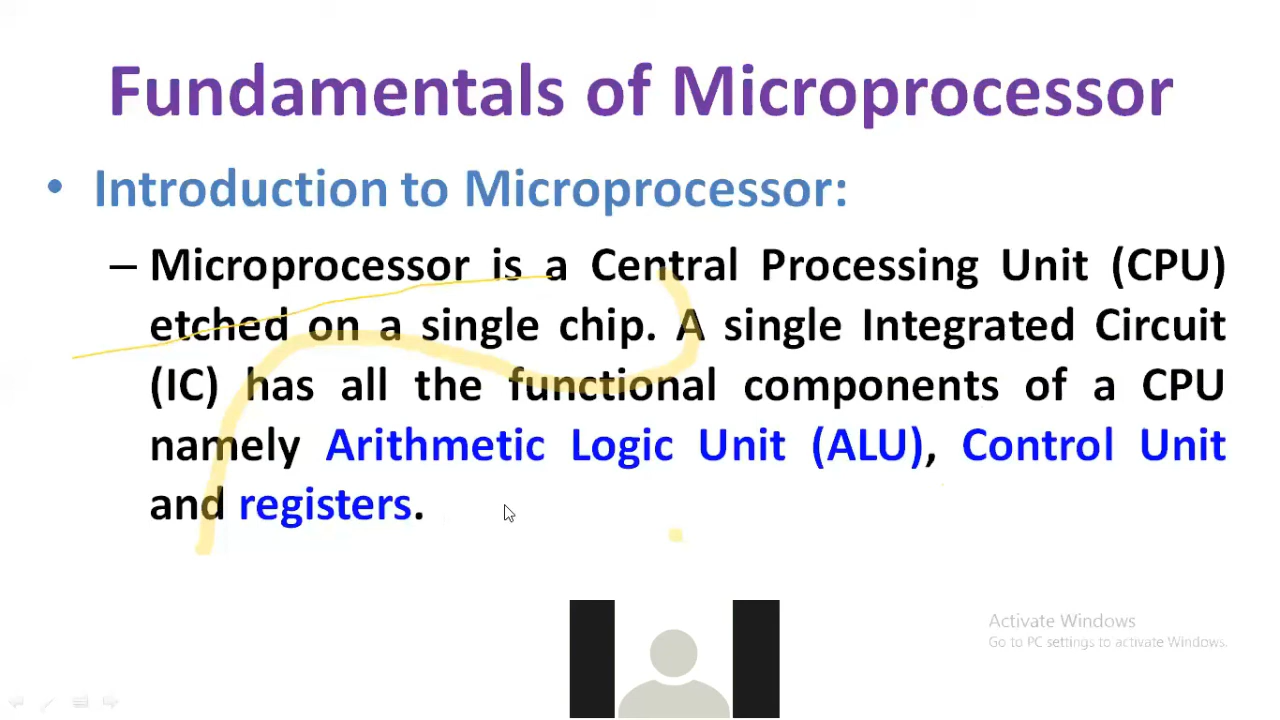 Fundamentals of Microprocessor
• Introduction to Microprocessor:
– Microprocessor is a Central Processing Unit (CPU)
etched on a single chip. A single Integrated Circuit
(IC) has all the functional components of a CPU
namely Arithmetic Logic Unit (ALU), Control Unit
and registers.
Activate Windows
Go to PC settings to activate Windows.